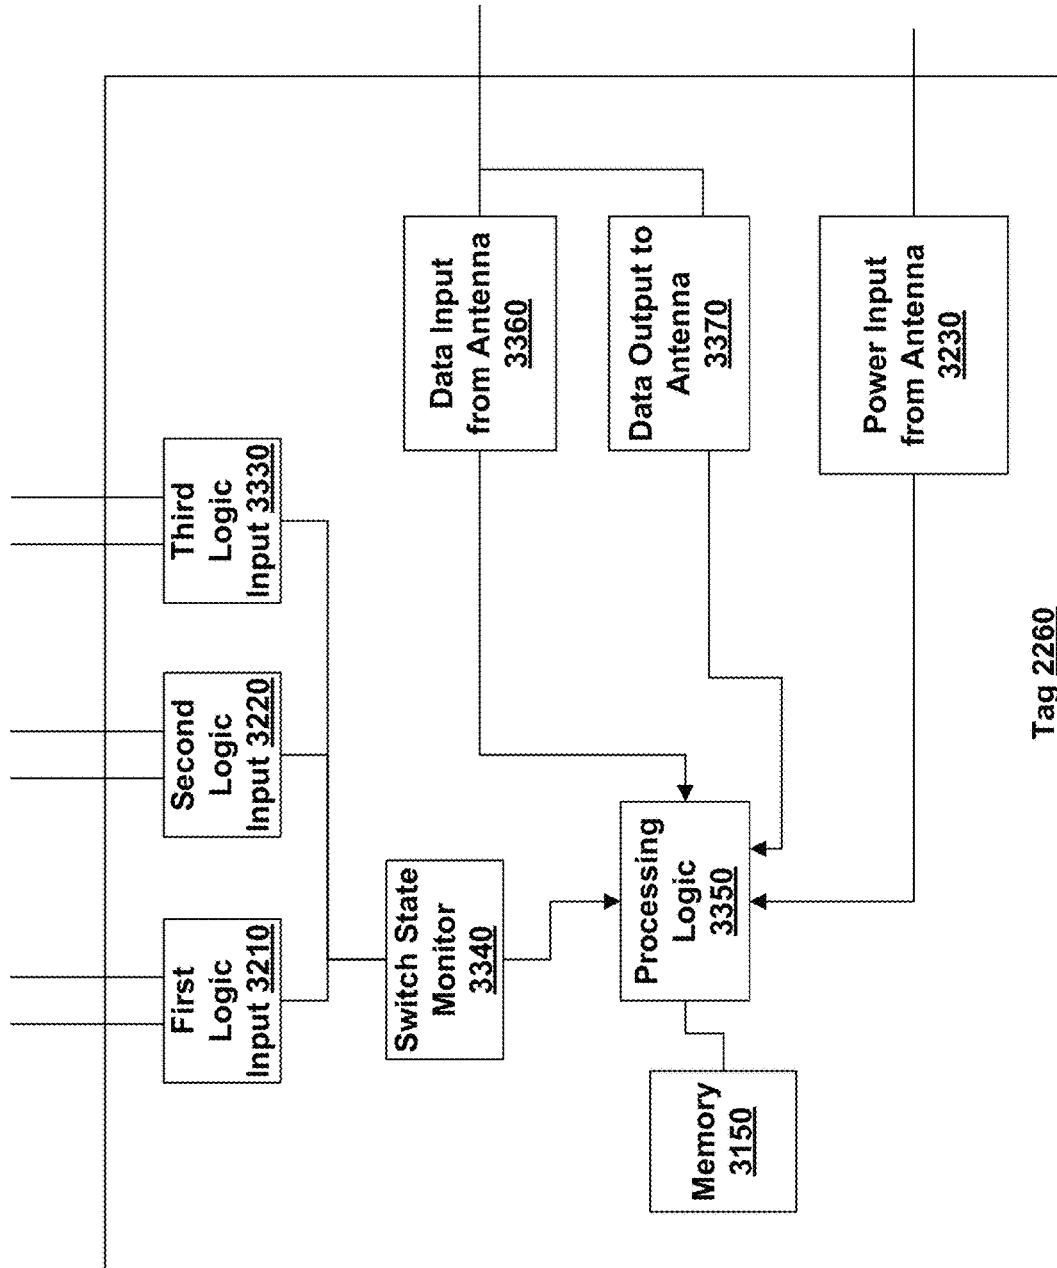 First
Logic
Input 3210
Second
Logic
Input 3220
Third
Logic
Input 3330
Switch State
Monitor
3340
Data Input
from Antenna
3360
Data Output to
Antenna
3370
Processing
Logic
3350
Memory
3150
Power Input
from Antenna
3230
Tag 2260